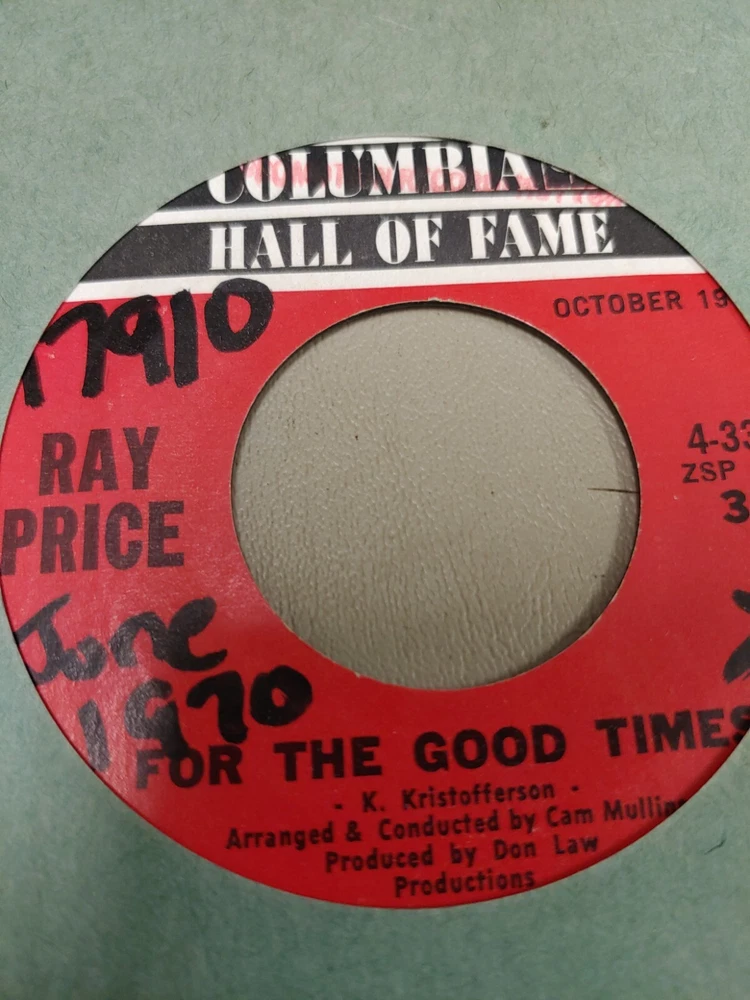 COLUMBIA
HALL OF FAME
OCTOBER 19
7910
RAY
PRICE
4-33
ZSP
3
June
1970
FOR THE GOOD TIMES
- K. Kristofferson -
Arranged & Conducted by Cam Mullin
Produced by Don Law
Productions